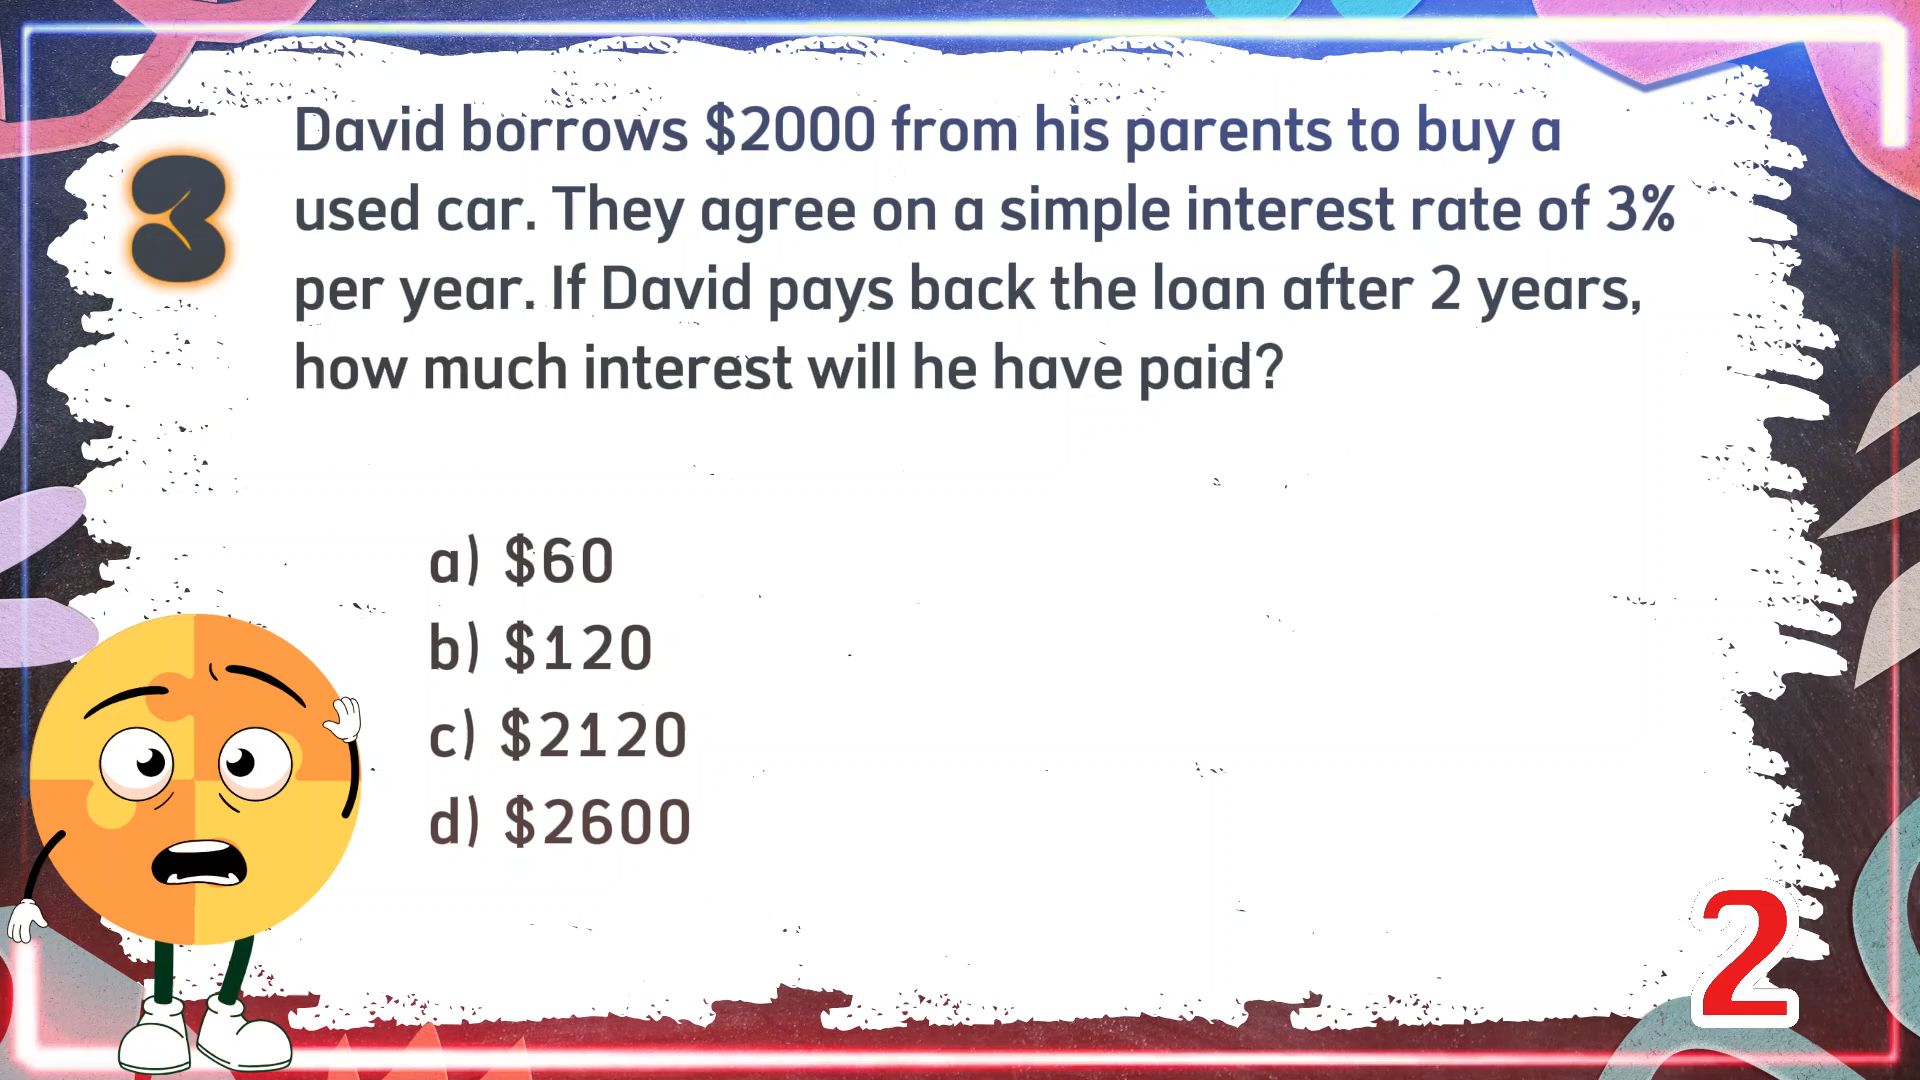 3
David borrows $2000 from his parents to buy a
used car. They agree on a simple interest rate of 3%
per year. If David pays back the loan after 2 years,
how much interest will he have paid?
a) $60
b) $120
c) $2120
d) $2600
2